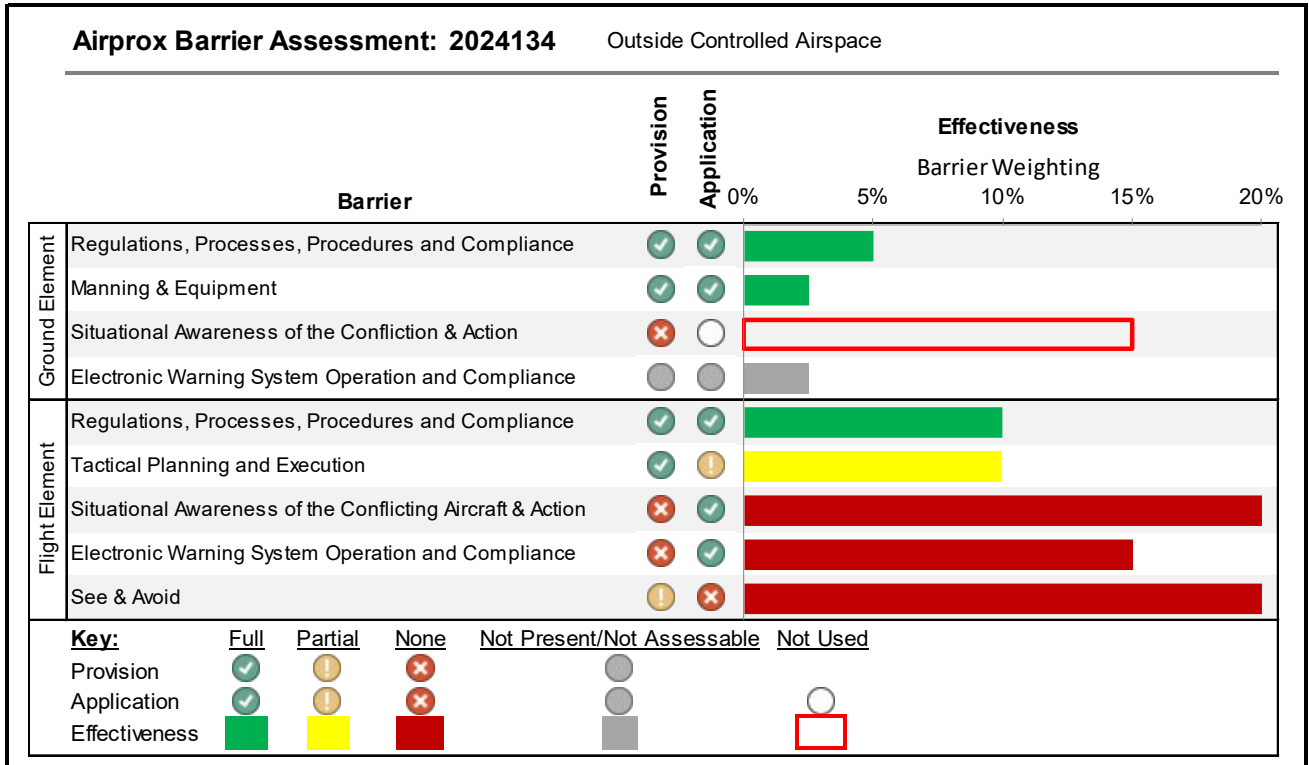 Airprox Barrier Assessment: 2024134 Outside Controlled Airspace
Provision
Application
Effectiveness
Barrier Weighting
Barrier
0% 5% 10% 15% 20%
Ground Element
Regulations, Processes, Procedures and Compliance
Manning & Equipment
Situational Awareness of the Confliction & Action
Electronic Warning System Operation and Compliance
Flight Element
Regulations, Processes, Procedures and Compliance
Tactical Planning and Execution
Situational Awareness of the Conflicting Aircraft & Action
Electronic Warning System Operation and Compliance
See & Avoid
Key: Full Partial None Not Present/Not Assessable Not Used
Provision
Application
Effectiveness